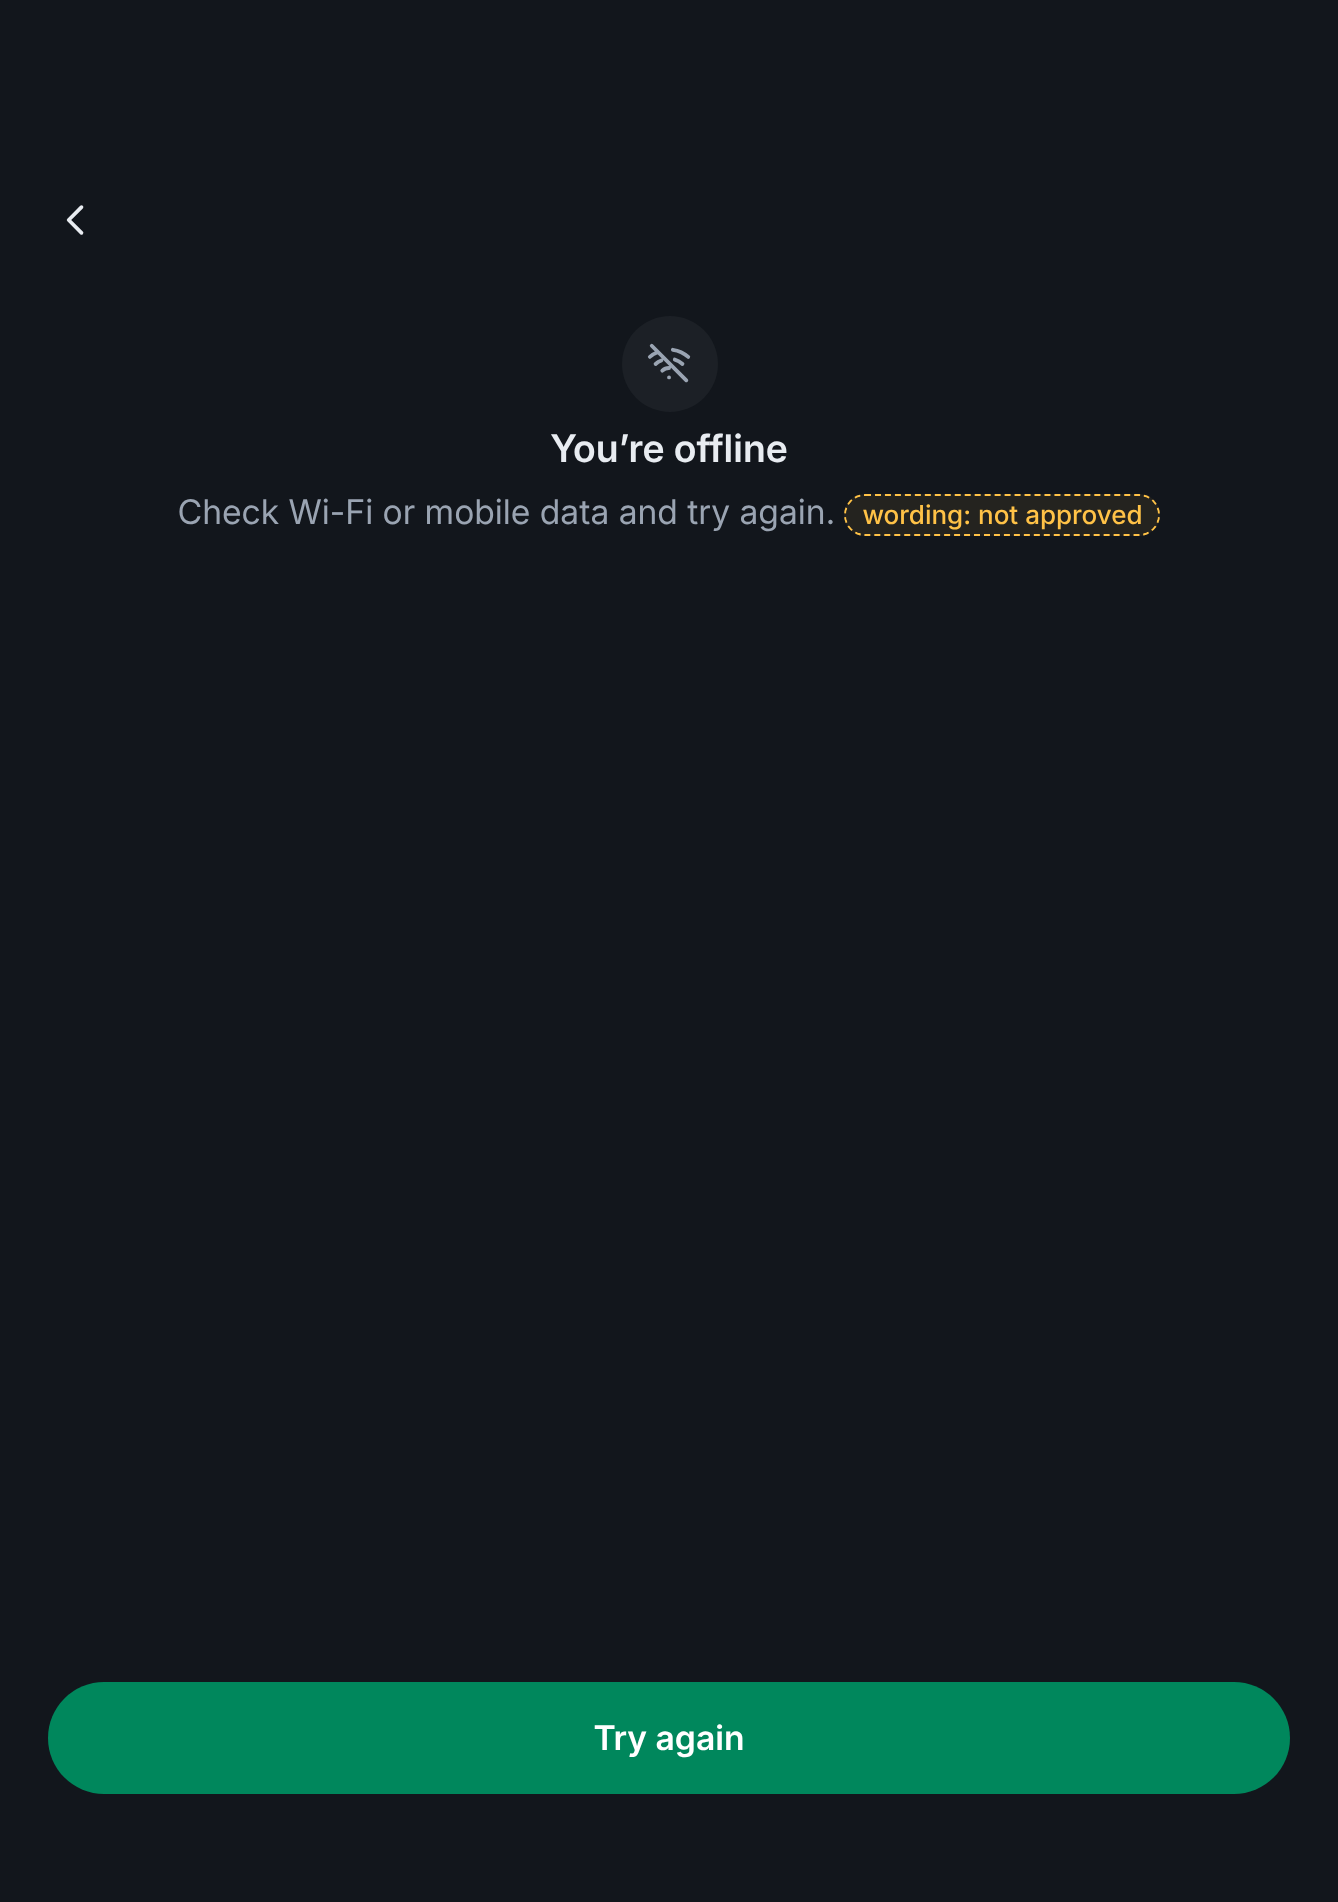 You’re offline
Check Wi-Fi or mobile data and try again. wording: not approved
Try again